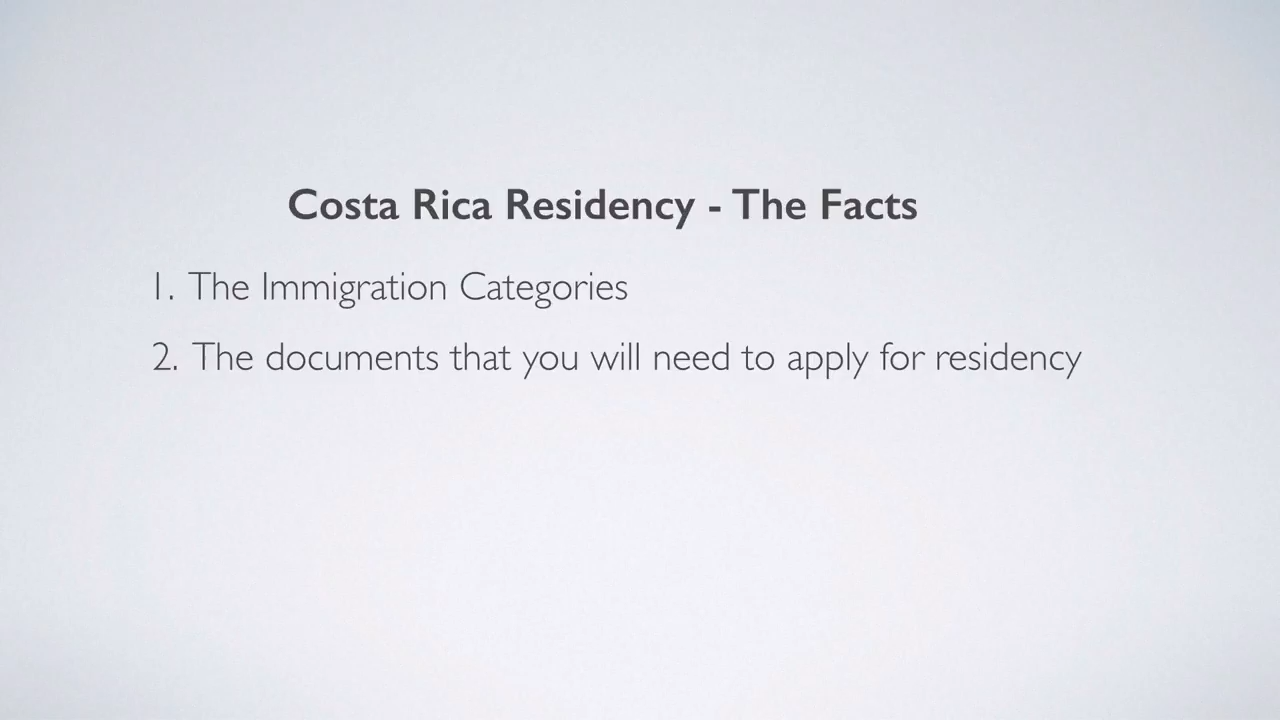 Costa Rica Residency - The Facts
1. The Immigration Categories
2. The documents that you will need to apply for residency